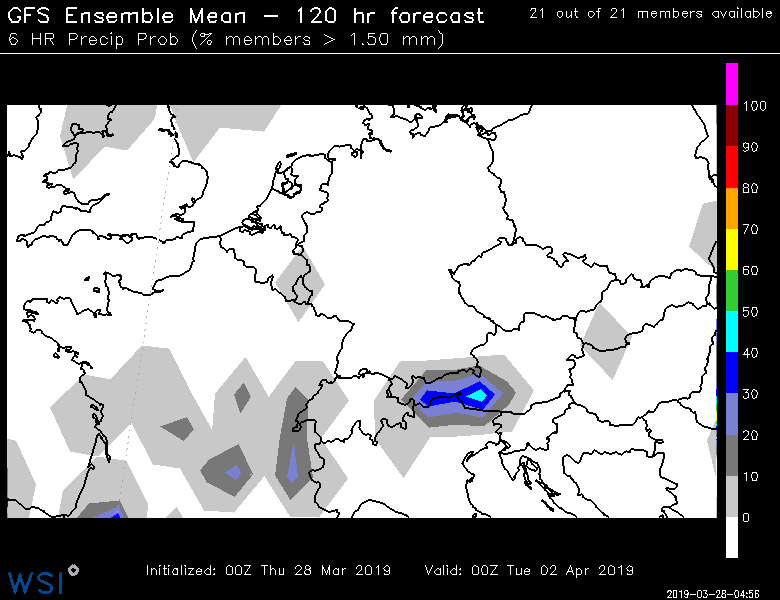 GFS Ensemble Mean – 120 hr forecast
21 out of 21 members available
6 HR Precip Prob (% members > 1.50 mm)
100
90
80
70
60
50
40
30
20
10
0
WSI
Initialized: 00Z Thu 28 Mar 2019
Valid: 00Z Tue 02 Apr 2019
2019-03-28-04:56